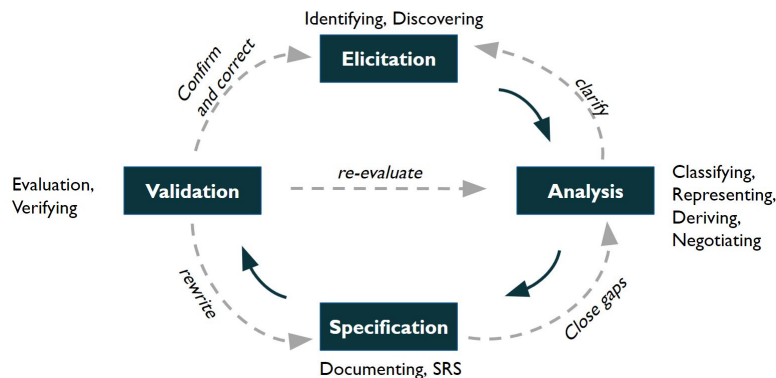 Identifying, Discovering
Elicitation
Confirm
and correct
clarify
re-evaluate
Evaluation,
Verifying
Validation
Analysis
Classifying,
Representing,
Deriving,
Negotiating
rewrite
Close gaps
Specification
Documenting, SRS